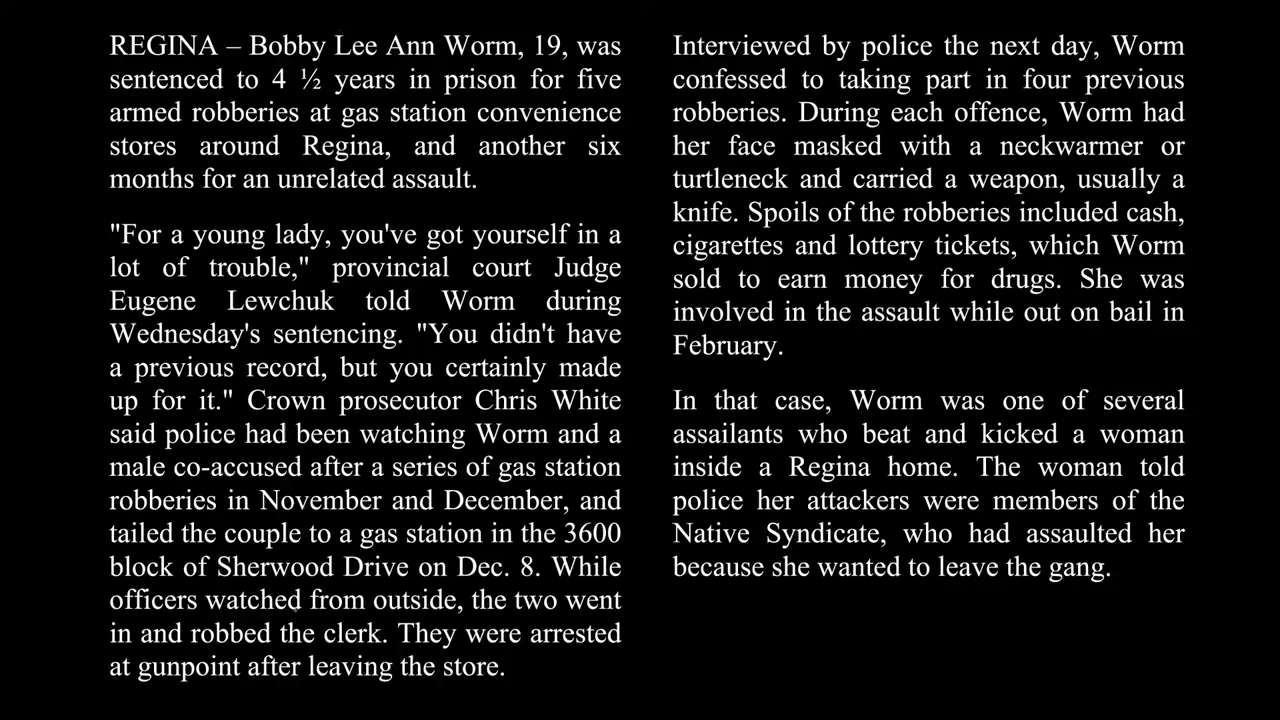 REGINA – Bobby Lee Ann Worm, 19, was
sentenced to 4 ½ years in prison for five
armed robberies at gas station convenience
stores around Regina, and another six
months for an unrelated assault.
"For a young lady, you've got yourself in a
lot of trouble," provincial court Judge
Eugene Lewchuk told Worm during
Wednesday's sentencing. "You didn't have
a previous record, but you certainly made
up for it." Crown prosecutor Chris White
said police had been watching Worm and a
male co-accused after a series of gas station
robberies in November and December, and
tailed the couple to a gas station in the 3600
block of Sherwood Drive on Dec. 8. While
officers watched from outside, the two went
in and robbed the clerk. They were arrested
at gunpoint after leaving the store.
Interviewed by police the next day, Worm
confessed to taking part in four previous
robberies. During each offence, Worm had
her face masked with a neckwarmer or
turtleneck and carried a weapon, usually a
knife. Spoils of the robberies included cash,
cigarettes and lottery tickets, which Worm
sold to earn money for drugs. She was
involved in the assault while out on bail in
February.
In that case, Worm was one of several
assailants who beat and kicked a woman
inside a Regina home. The woman told
police her attackers were members of the
Native Syndicate, who had assaulted her
because she wanted to leave the gang.